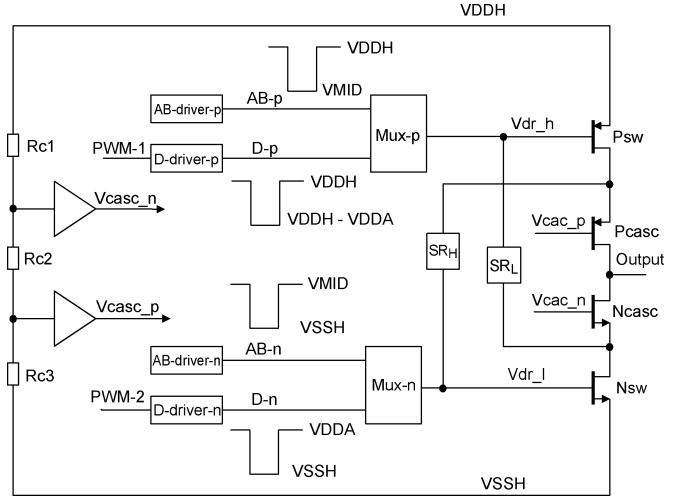 VDDH
VDDH
VMID
AB-driver-p
AB-p
Mux-p
Vdr_h
Psw
Rc1
PWM-1
D-driver-p
D-p
VDDH
VDDH - VDDA
Vcasc_n
Vcac_p
Pcasc
SRH
SRL
Output
Rc2
VMID
VSSH
Vcasc_p
Vcac_n
Ncasc
AB-driver-n
AB-n
Mux-n
Vdr_l
Nsw
Rc3
PWM-2
D-driver-n
D-n
VDDA
VSSH
VSSH